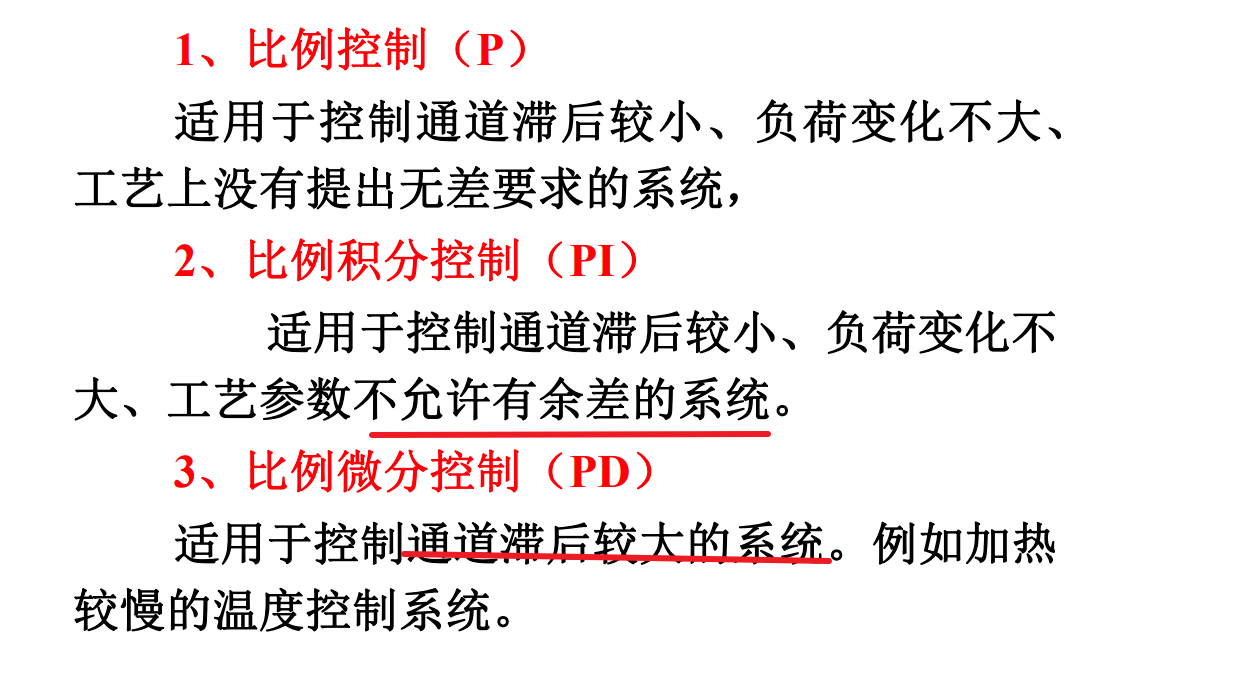 1、比例控制（P）
适用于控制通道滞后较小、负荷变化不大、
工艺上没有提出无差要求的系统，
2、比例积分控制（PI）
适用于控制通道滞后较小、负荷变化不
大、工艺参数不允许有余差的系统。
3、比例微分控制（PD）
适用于控制通道滞后较大的系统。例如加热
较慢的温度控制系统。